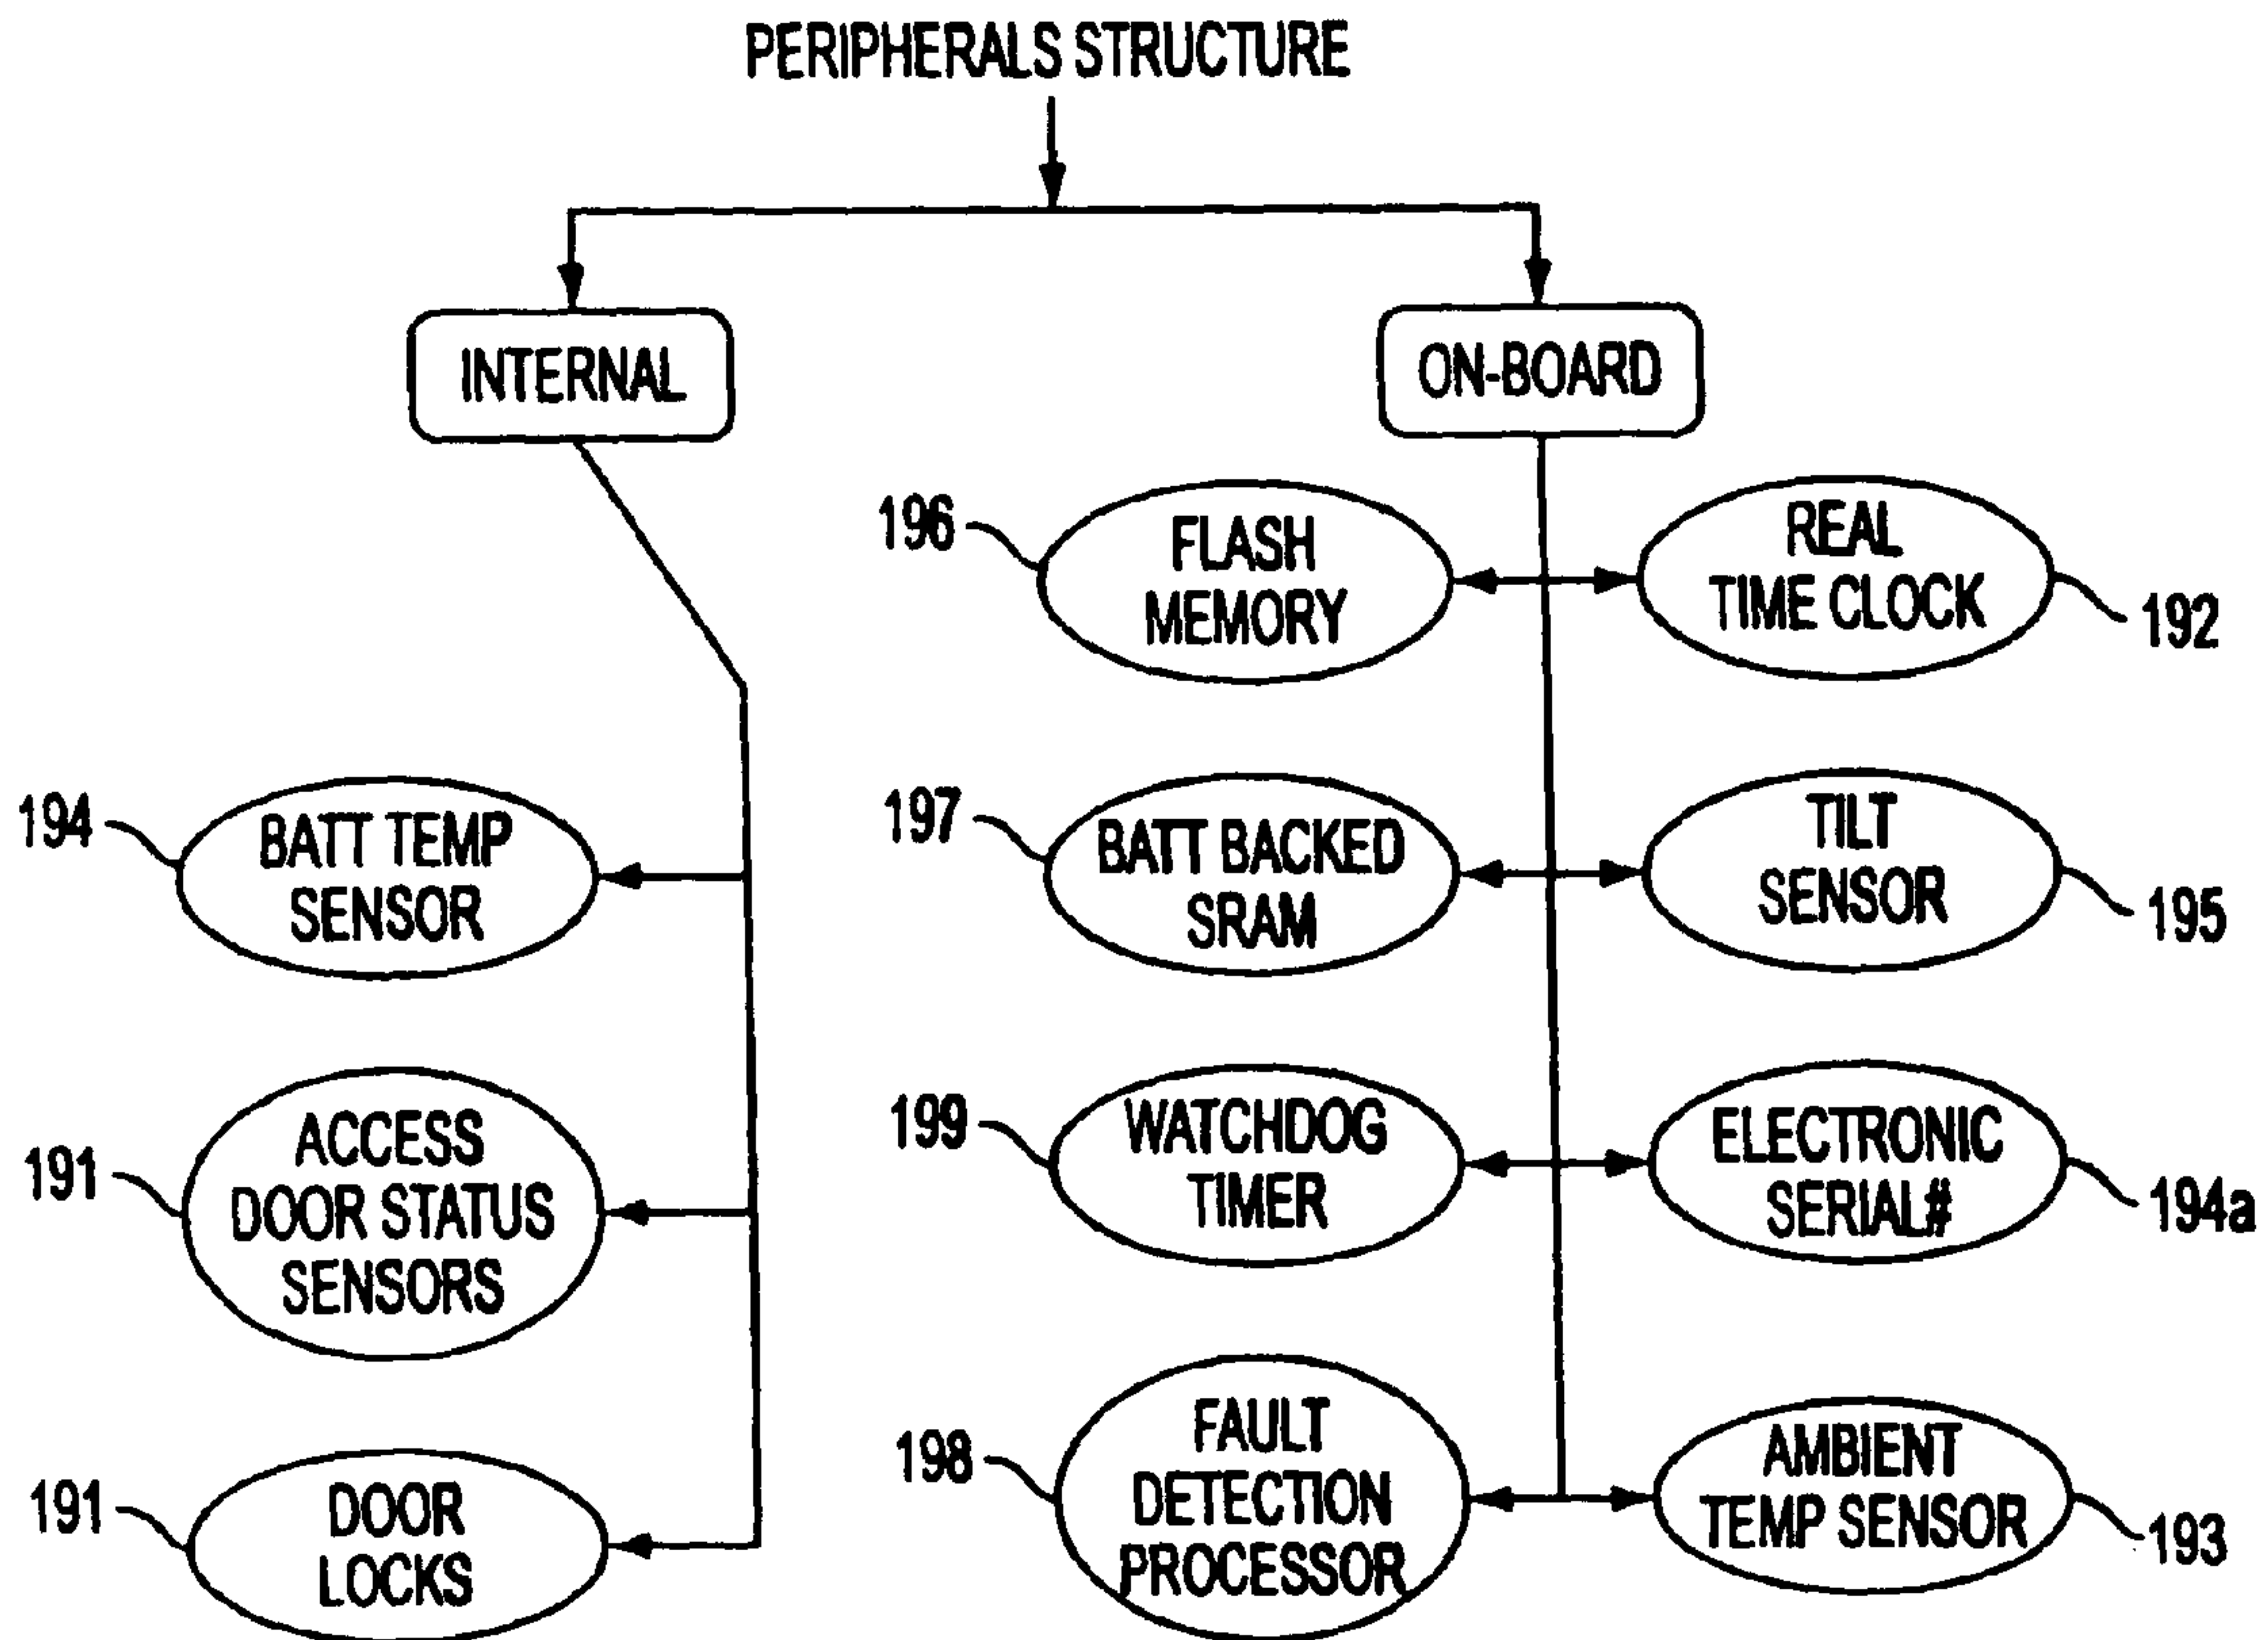 PERIPHERALS STRUCTURE
INTERNAL
ON-BOARD
196
FLASH
MEMORY
REAL
TIME CLOCK
192
194
BATT TEMP
SENSOR
197
BATT BACKED
SRAM
TILT
SENSOR
195
191
ACCESS
DOOR STATUS
SENSORS
199
WATCHDOG
TIMER
ELECTRONIC
SERIAL#
194a
191
DOOR
LOCKS
198
FAULT
DETECTION
PROCESSOR
AMBIENT
TEMP SENSOR
193